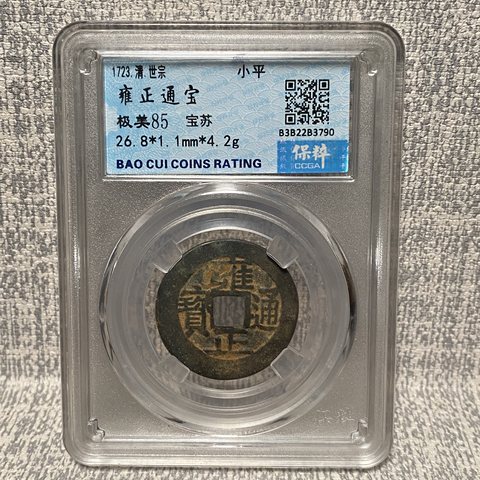 1723.清.世宗 小平
雍正通宝
极美85 宝苏
26.8*1.1mm*4.2g
B3B22B3790
BAO CUI COINS RATING
保粹
CCGA
雍正通寶